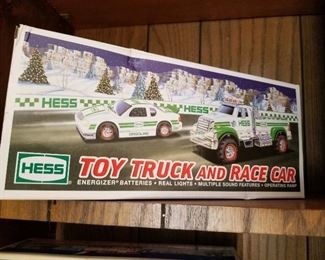 HESS
HESS
HESS
TOY TRUCK AND RACE CAR
ENERGIZER® BATTERIES • REAL LIGHTS • MULTIPLE SOUND FEATURES • OPERATING RAMP